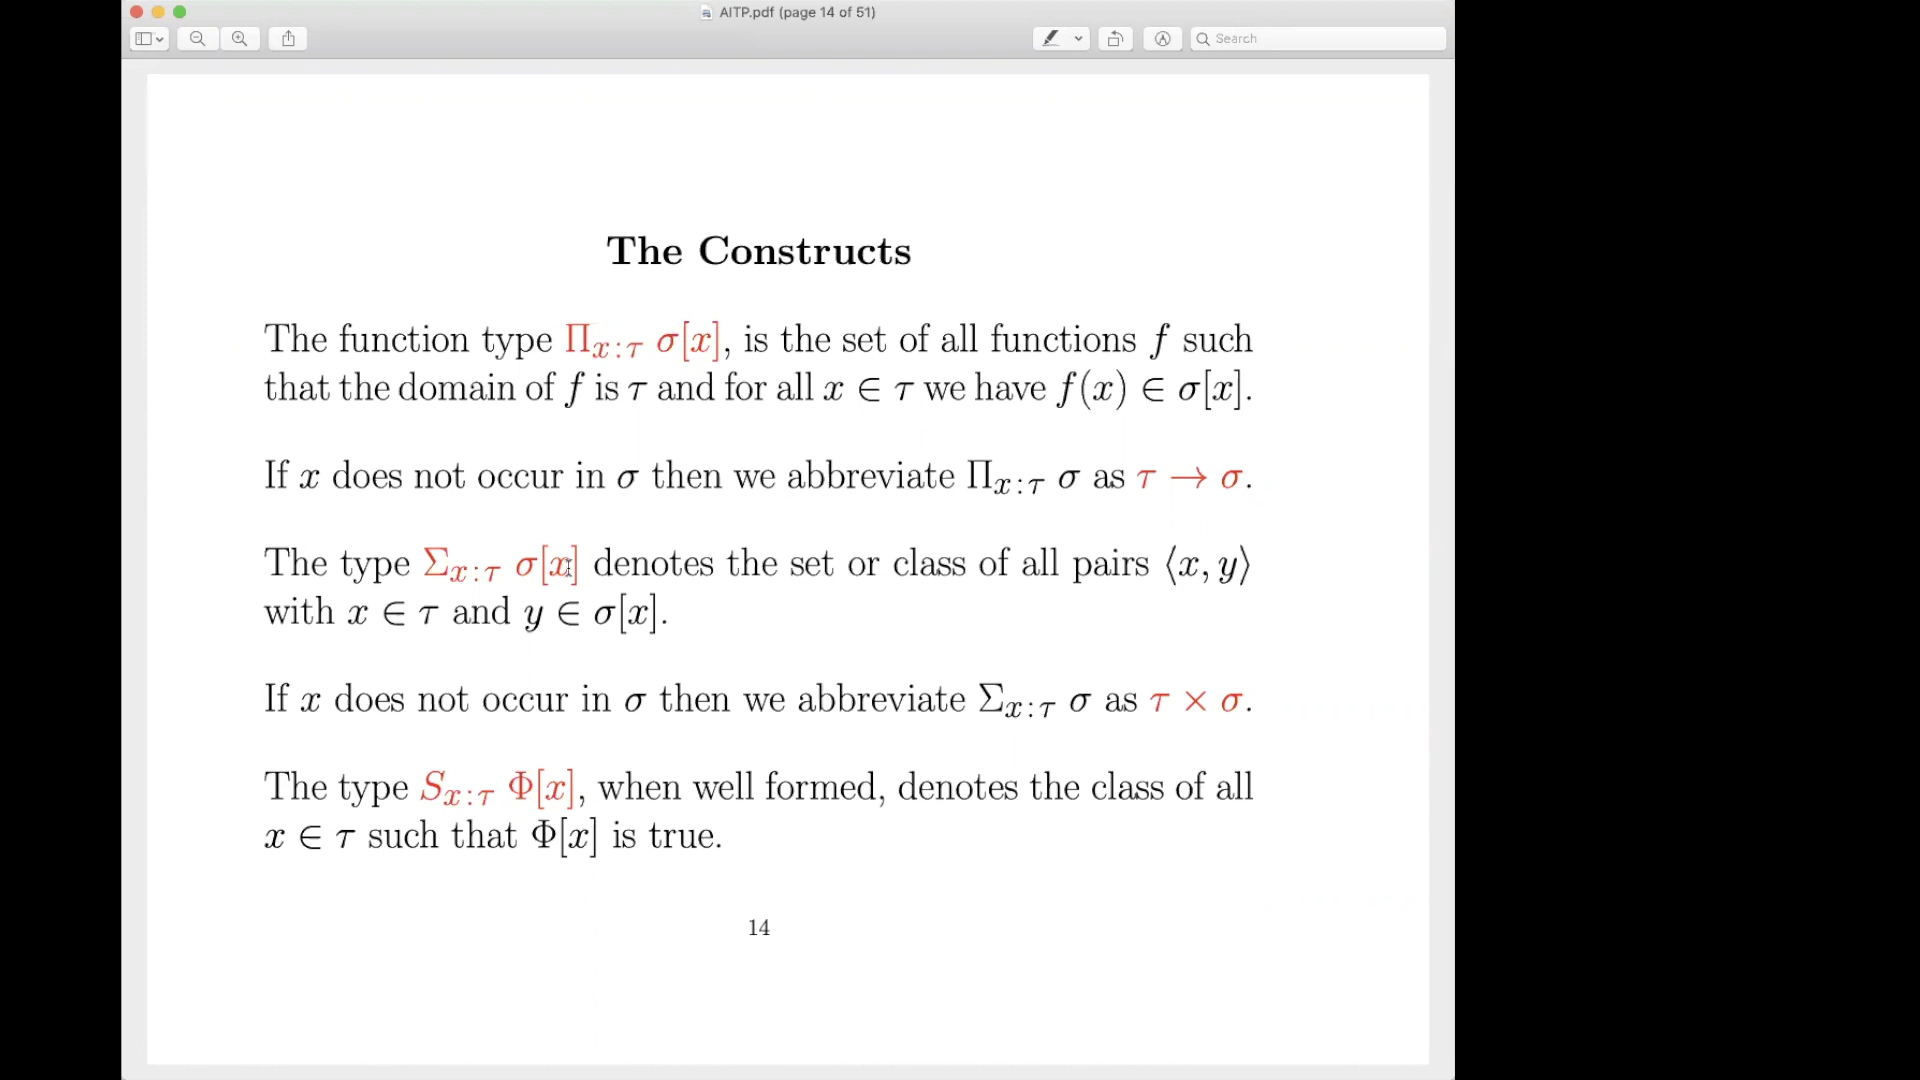 AITP.pdf (page 14 of 51)
Search
The Constructs
The function type Π_{x:τ} σ[x], is the set of all functions f such
that the domain of f is τ and for all x ∈ τ we have f(x) ∈ σ[x].
If x does not occur in σ then we abbreviate Π_{x:τ} σ as τ → σ.
The type Σ_{x:τ} σ[x] denotes the set or class of all pairs ⟨x, y⟩
with x ∈ τ and y ∈ σ[x].
If x does not occur in σ then we abbreviate Σ_{x:τ} σ as τ × σ.
The type S_{x:τ} Φ[x], when well formed, denotes the class of all
x ∈ τ such that Φ[x] is true.
14